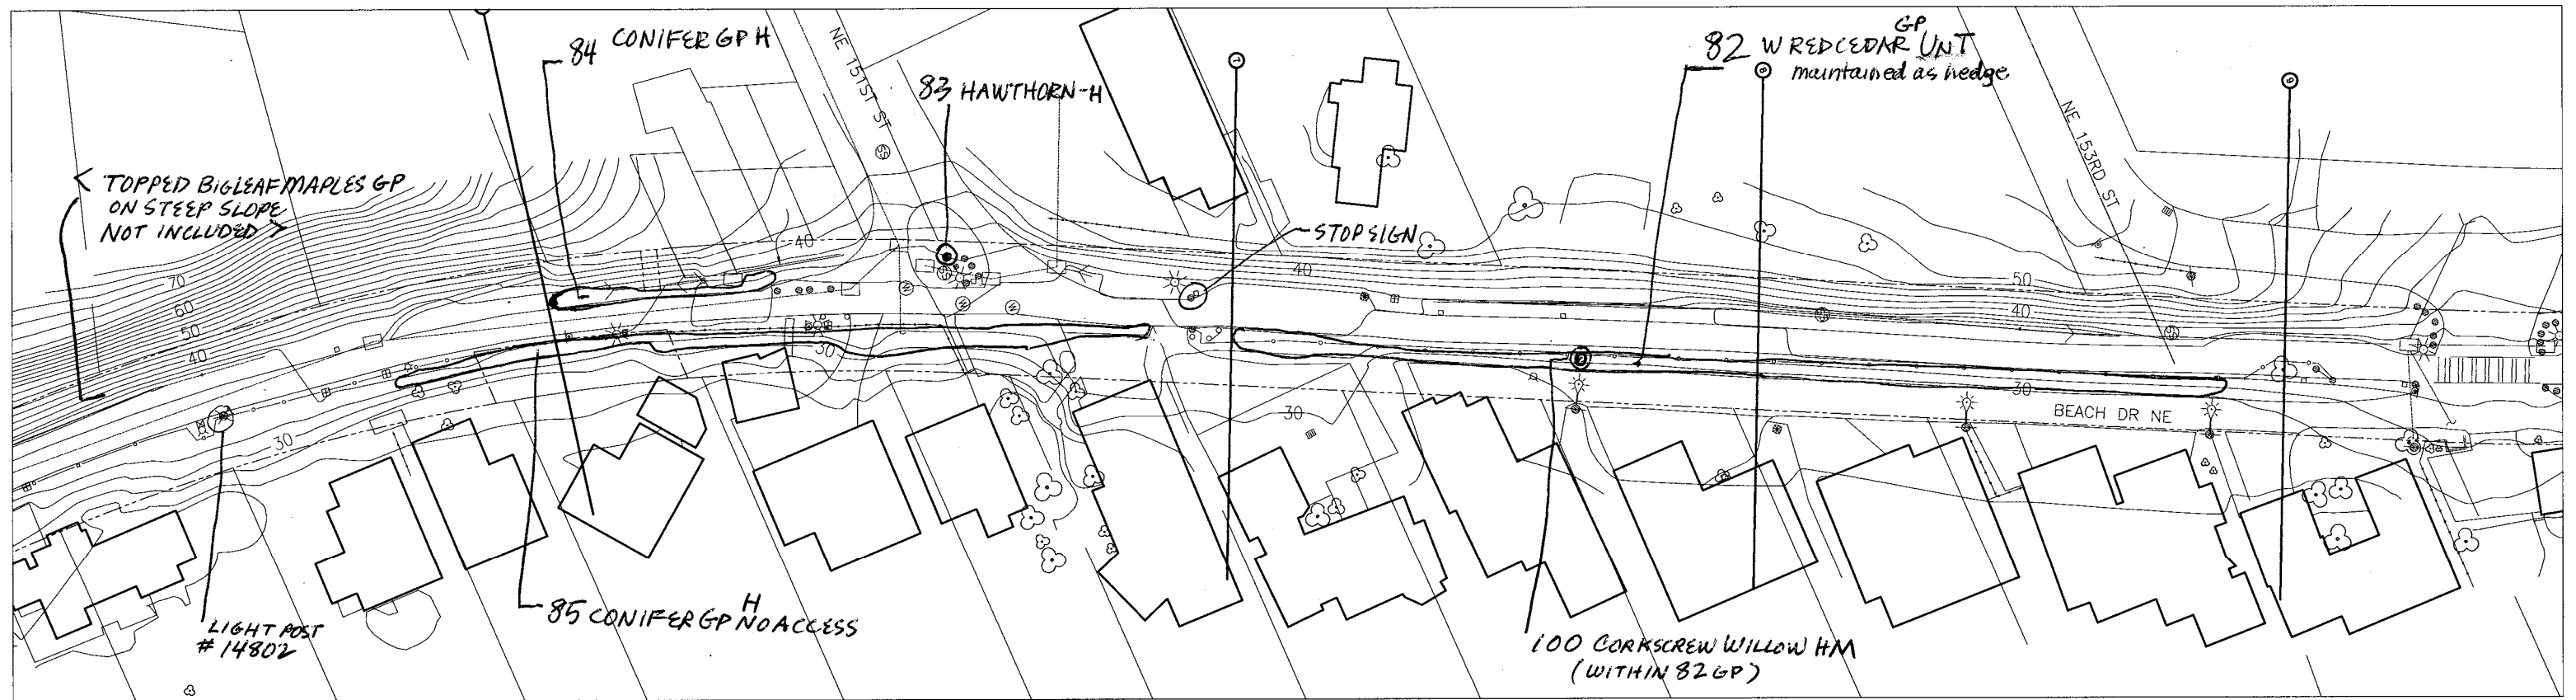 84 CONIFER GP H
NE 151ST ST
83 HAWTHORN-H
GP
82 W REDCEDAR UNT
maintained as hedge
NE 153RD ST
TOPPED BIGLEAF MAPLES GP
ON STEEP SLOPE
NOT INCLUDED
STOP SIGN
SS
40
40
50
40
70
60
50
40
30
30
30
30
BEACH DR NE
LIGHT POST
# 14802
H
85 CONIFER GP NO ACCESS
100 CORKSCREW WILLOW HM
(WITHIN 82 GP)